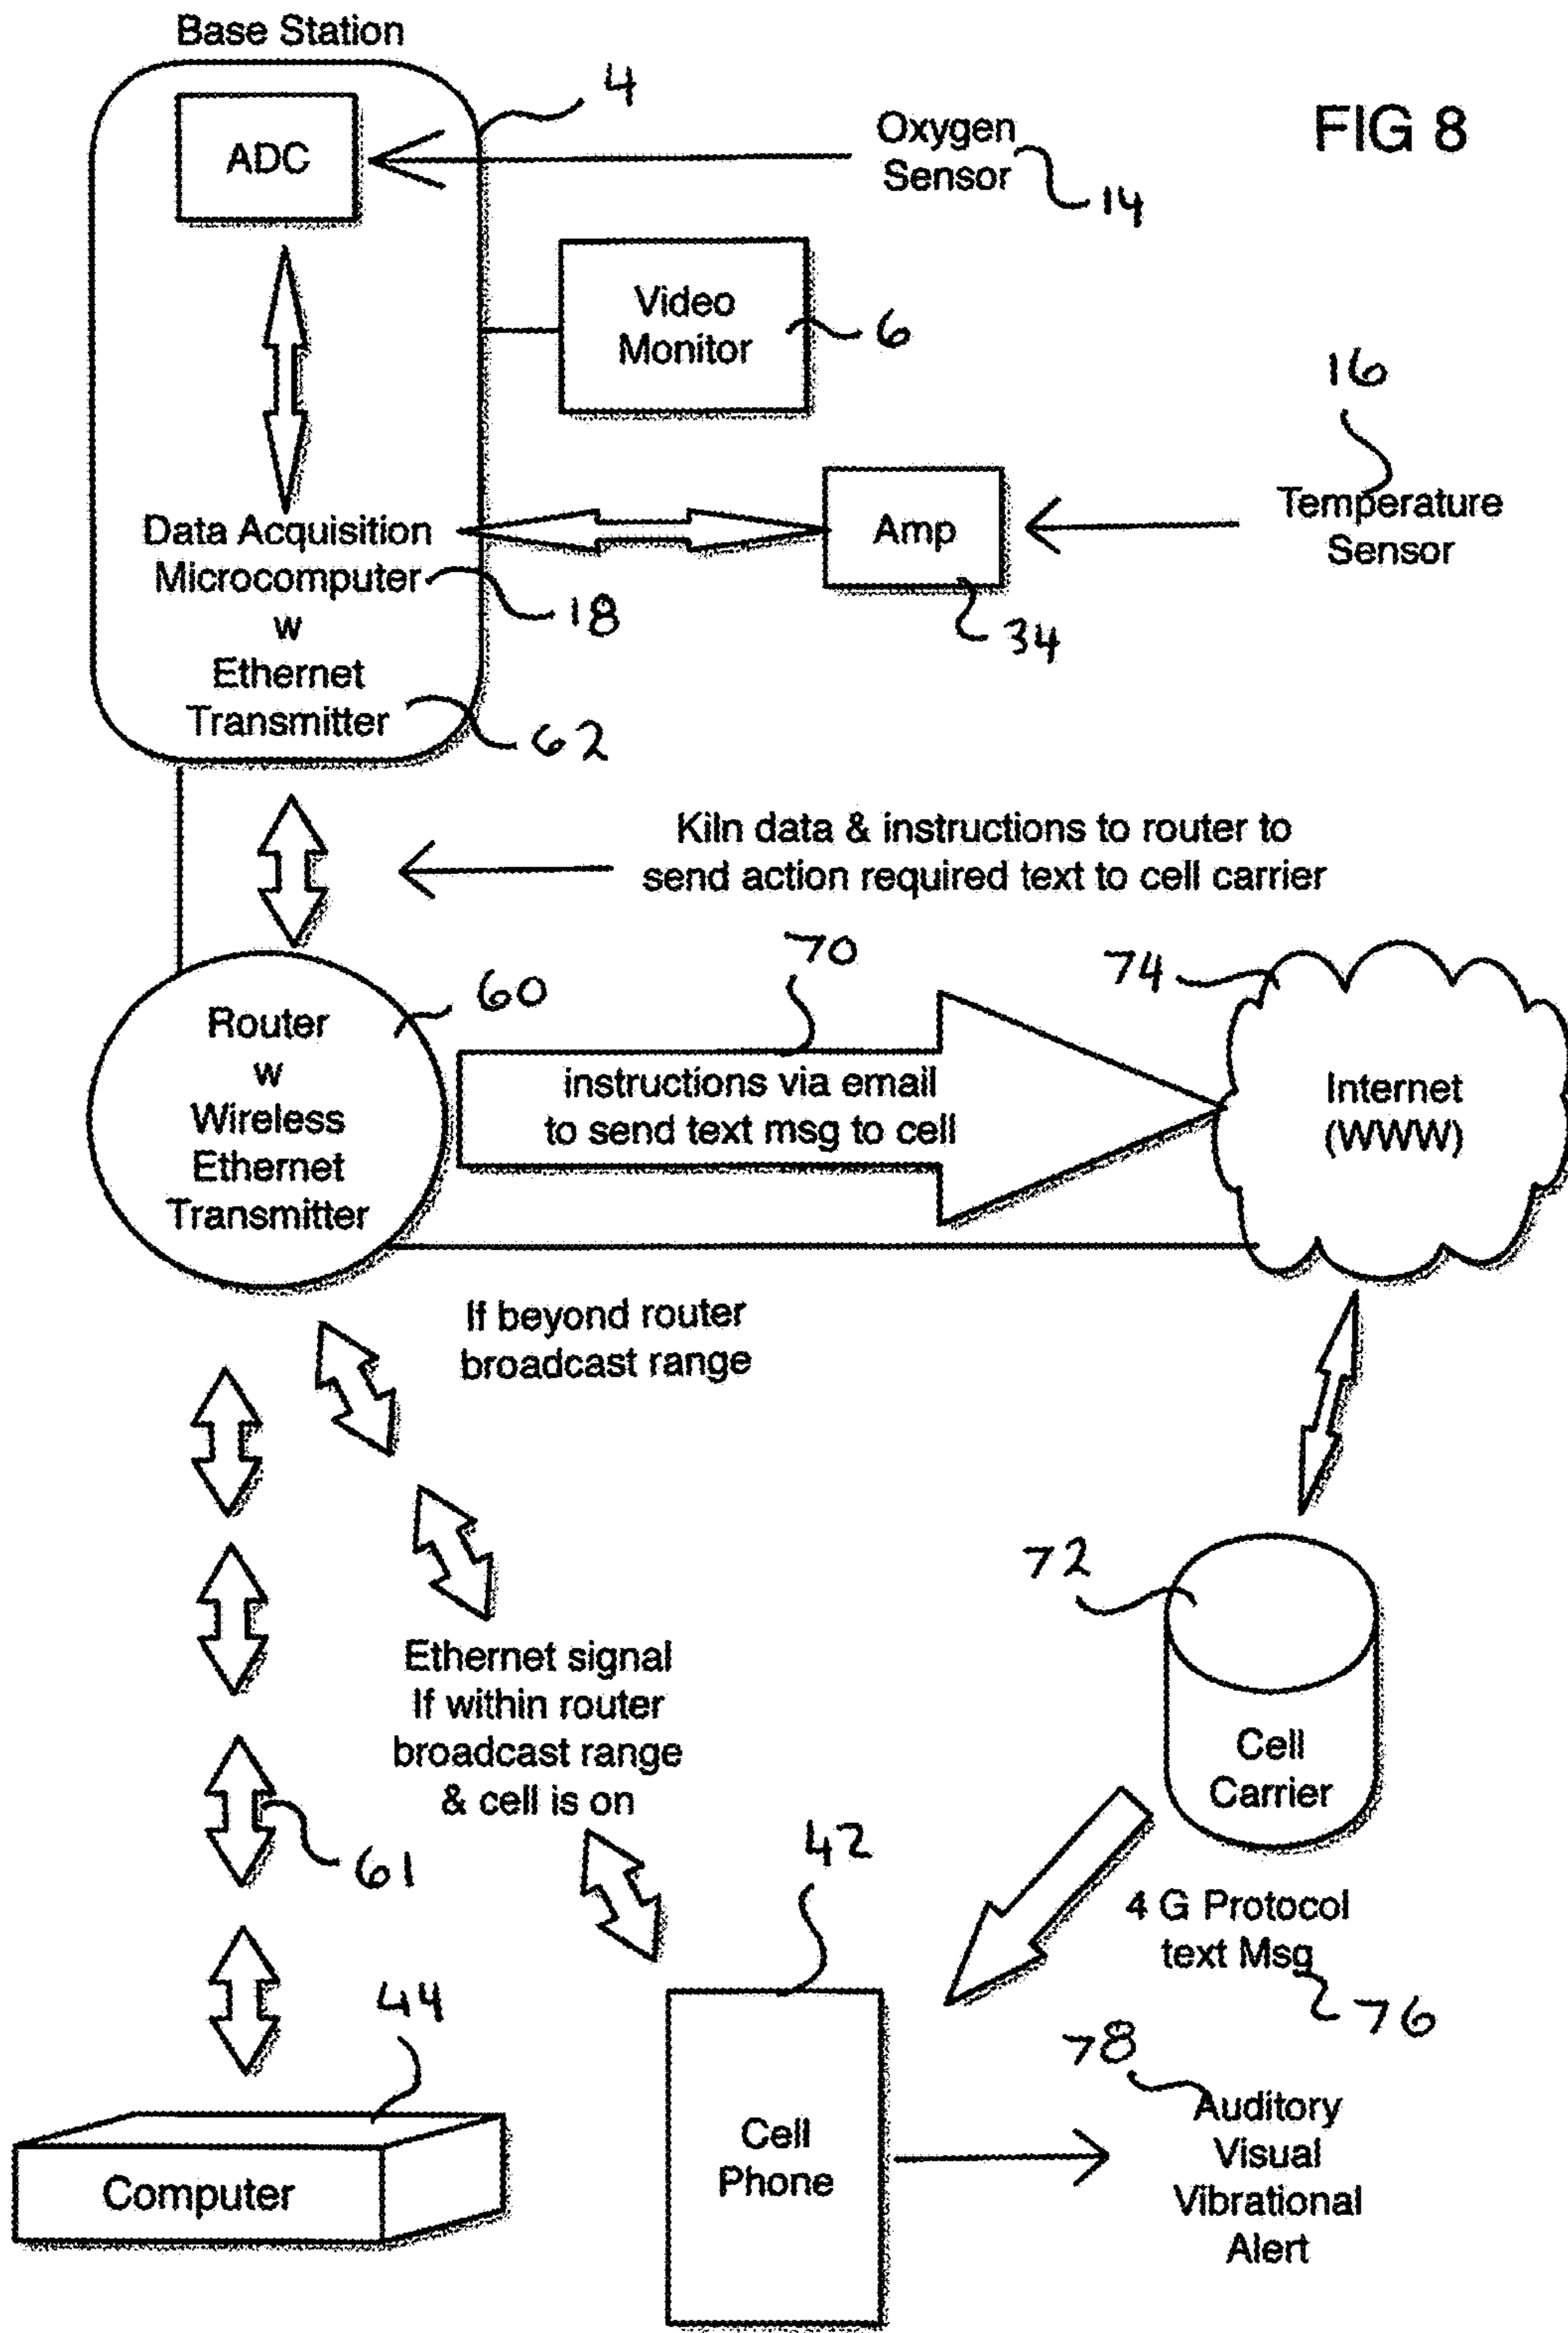 Base Station
FIG 8
4
ADC
Oxygen
Sensor
14
Video
Monitor
6
16
Temperature
Sensor
Amp
34
Data Acquisition
Microcomputer
18
w
Ethernet
Transmitter
62
Kiln data & instructions to router to
send action required text to cell carrier
70
74
60
Router
w
Wireless
Ethernet
Transmitter
instructions via email
to send text msg to cell
Internet
(WWW)
If beyond router
broadcast range
72
Ethernet signal
If within router
broadcast range
& cell is on
Cell
Carrier
61
42
4 G Protocol
text Msg
76
44
78
Computer
Cell
Phone
Auditory
Visual
Vibrational
Alert